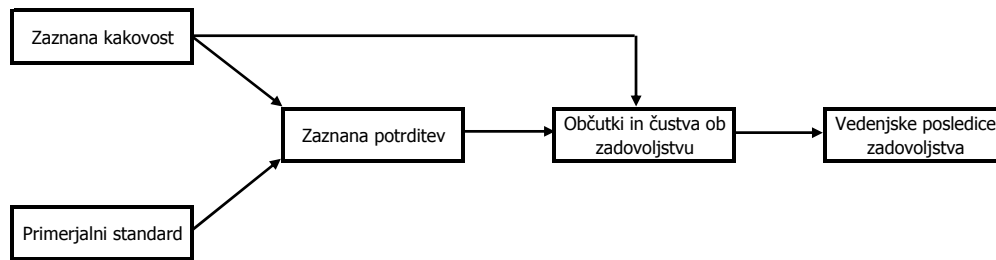 Zaznana kakovost
Zaznana potrditev
Občutki in čustva ob
zadovoljstvu
Vedenjske posledice
zadovoljstva
Primerjalni standard